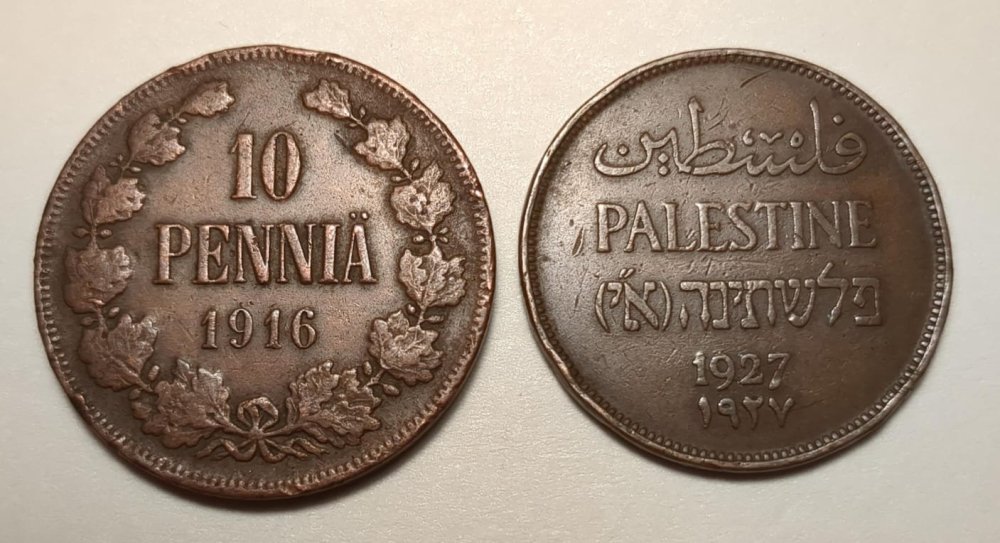 10
PENNIÄ
1916
فلسطين
PALESTINE
פלשתינה (א״י)
1927
١٩٢٧